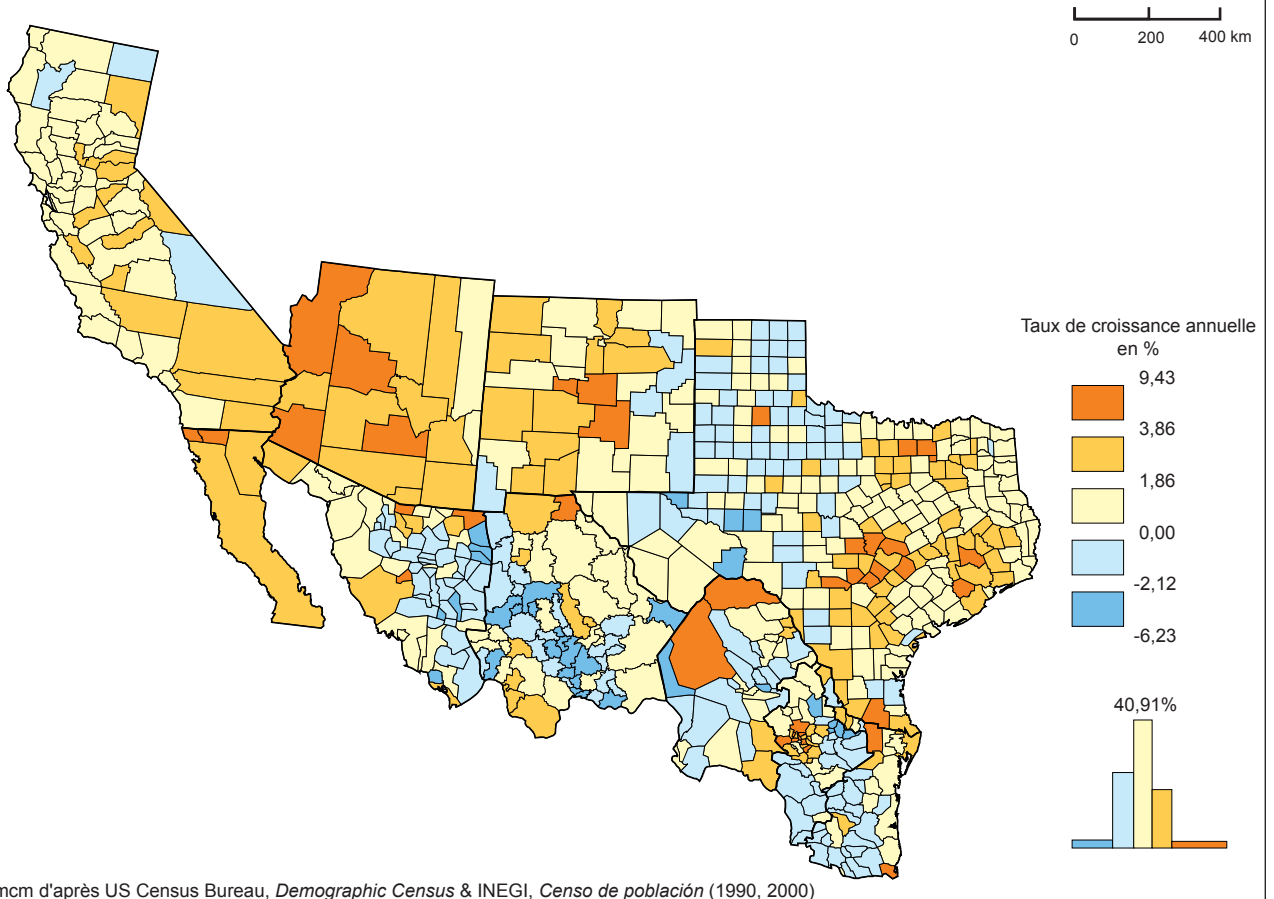 0 200 400 km
Taux de croissance annuelle
en %
9,43
3,86
1,86
0,00
-2,12
-6,23
40,91%
mcm d'après US Census Bureau, Demographic Census & INEGI, Censo de población (1990, 2000)